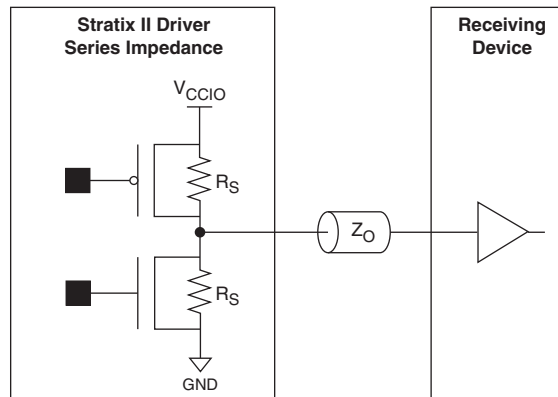 Stratix II Driver
Series Impedance
Receiving
Device
VCCIO
RS
ZO
RS
GND